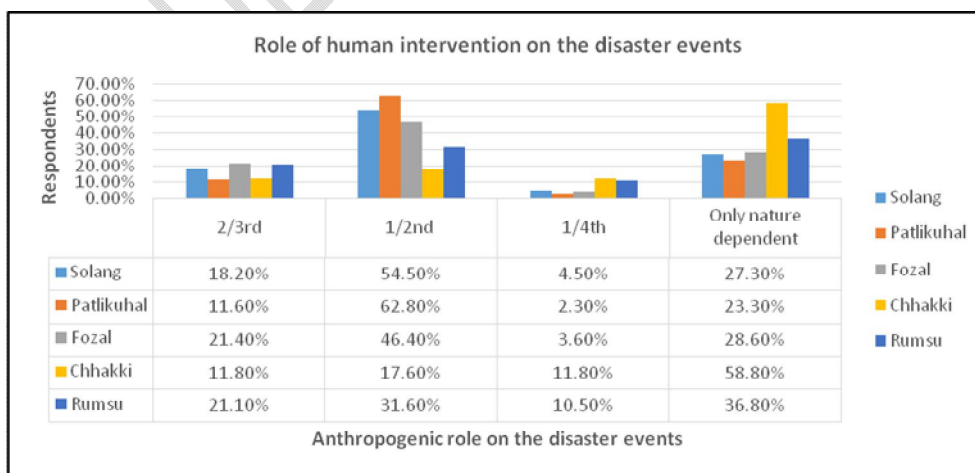 Role of human intervention on the disaster events
Respondents
70.00%
60.00%
50.00%
40.00%
30.00%
20.00%
10.00%
0.00%
2/3rd 1/2nd 1/4th Only nature dependent
Solang 18.20% 54.50% 4.50% 27.30%
Patlikuhal 11.60% 62.80% 2.30% 23.30%
Fozal 21.40% 46.40% 3.60% 28.60%
Chhakki 11.80% 17.60% 11.80% 58.80%
Rumsu 21.10% 31.60% 10.50% 36.80%
Anthropogenic role on the disaster events
Solang
Patlikuhal
Fozal
Chhakki
Rumsu